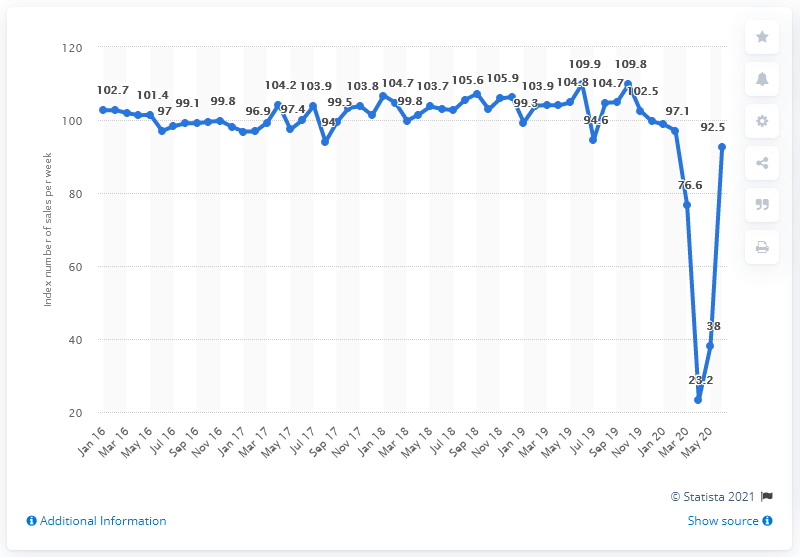 120
100
80
60
40
20
Index number of sales per week
102.7 101.4 97 99.1 99.8 96.9 104.2 97.4 103.9 94 99.5 103.8 104.7 99.8 103.7 105.6 105.9 99.3 103.9 104.8 109.9 94.6 104.7 109.8 102.5 97.1 76.6 23.2 38 92.5
Jan 16 Mar 16 May 16 Jul 16 Sep 16 Nov 16 Jan 17 Mar 17 May 17 Jul 17 Sep 17 Nov 17 Jan 18 Mar 18 May 18 Jul 18 Sep 18 Nov 18 Jan 19 Mar 19 May 19 Jul 19 Sep 19 Nov 19 Jan 20 Mar 20 May 20
© Statista 2021
Additional Information
Show source